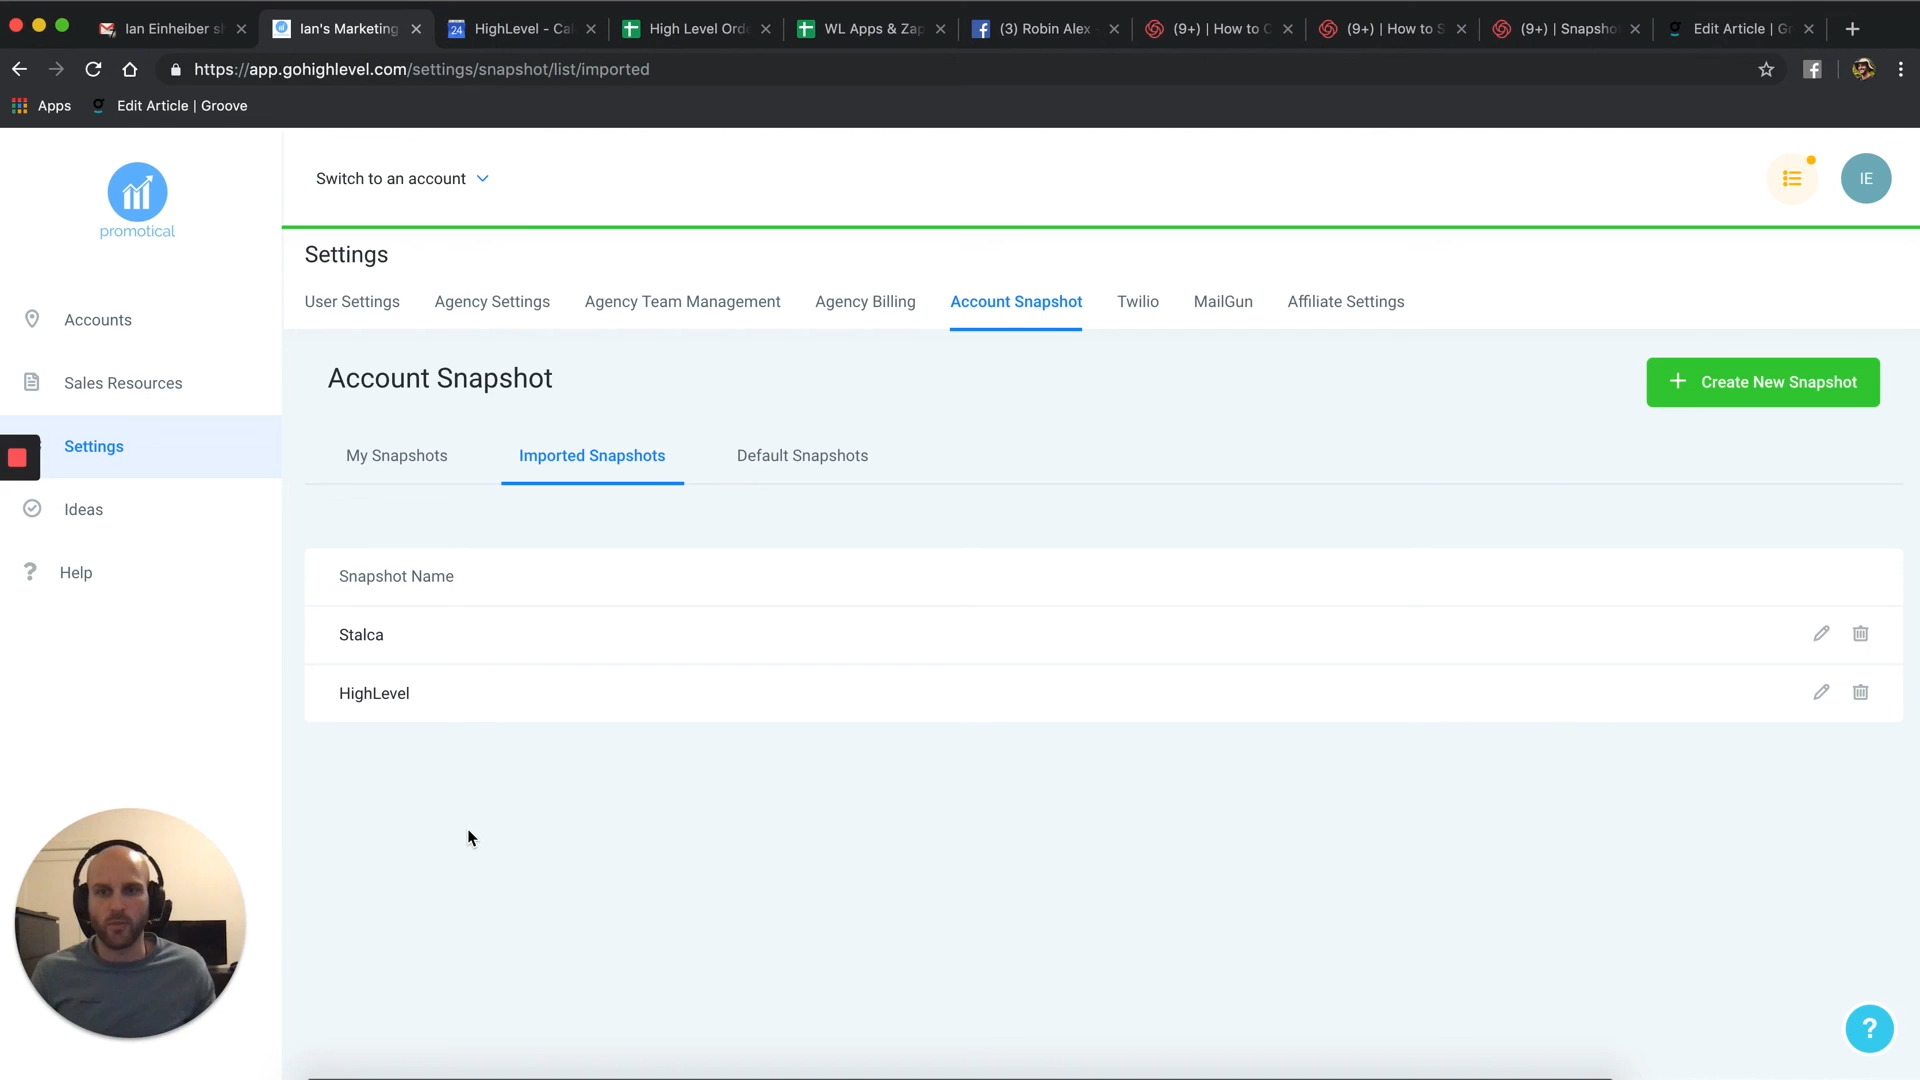 Ian Einheiber s
Ian's Marketing
24
HighLevel - Cal
High Level Orde
WL Apps & Zap
(3) Robin Alex -
(9+) | How to C
(9+) | How to S
(9+) | Snapsho
Edit Article | Gr
https://app.gohighlevel.com/settings/snapshot/list/imported
Apps
Edit Article | Groove
promotical
Switch to an account
IE
Settings
User Settings
Agency Settings
Agency Team Management
Agency Billing
Account Snapshot
Twilio
MailGun
Affiliate Settings
Accounts
Sales Resources
Settings
Ideas
Help
Account Snapshot
+ Create New Snapshot
My Snapshots
Imported Snapshots
Default Snapshots
Snapshot Name
Stalca
HighLevel
?